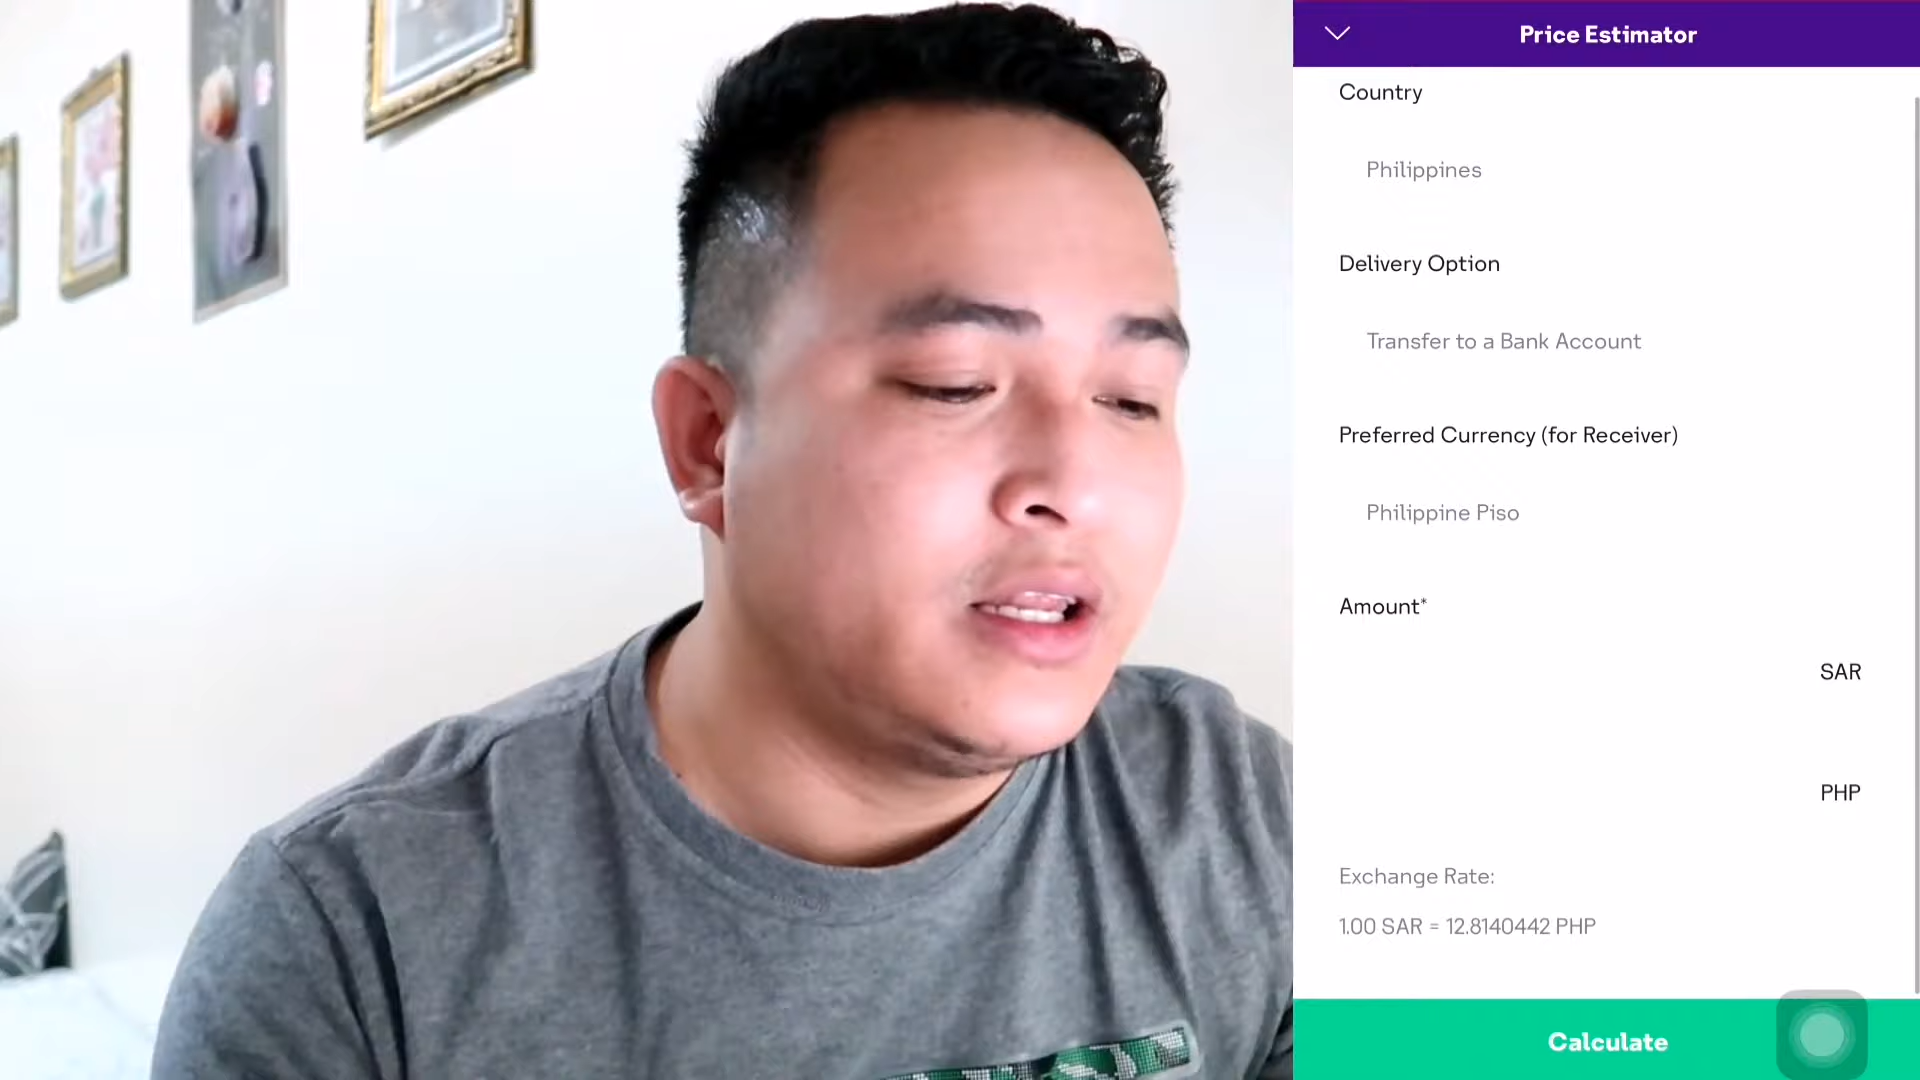 Price Estimator
Country
Philippines
Delivery Option
Transfer to a Bank Account
Preferred Currency (for Receiver)
Philippine Piso
Amount*
SAR
PHP
Exchange Rate:
1.00 SAR = 12.8140442 PHP
Calculate